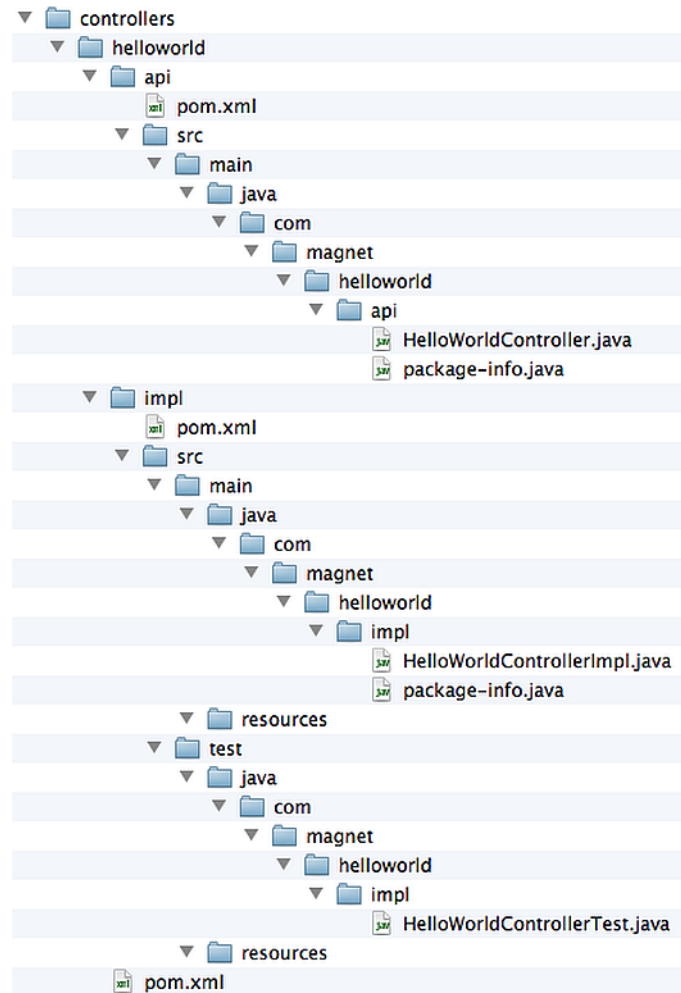 controllers
helloworld
api
pom.xml
src
main
java
com
magnet
helloworld
api
HelloWorldController.java
package-info.java
impl
pom.xml
src
main
java
com
magnet
helloworld
impl
HelloWorldControllerImpl.java
package-info.java
resources
test
java
com
magnet
helloworld
impl
HelloWorldControllerTest.java
resources
pom.xml